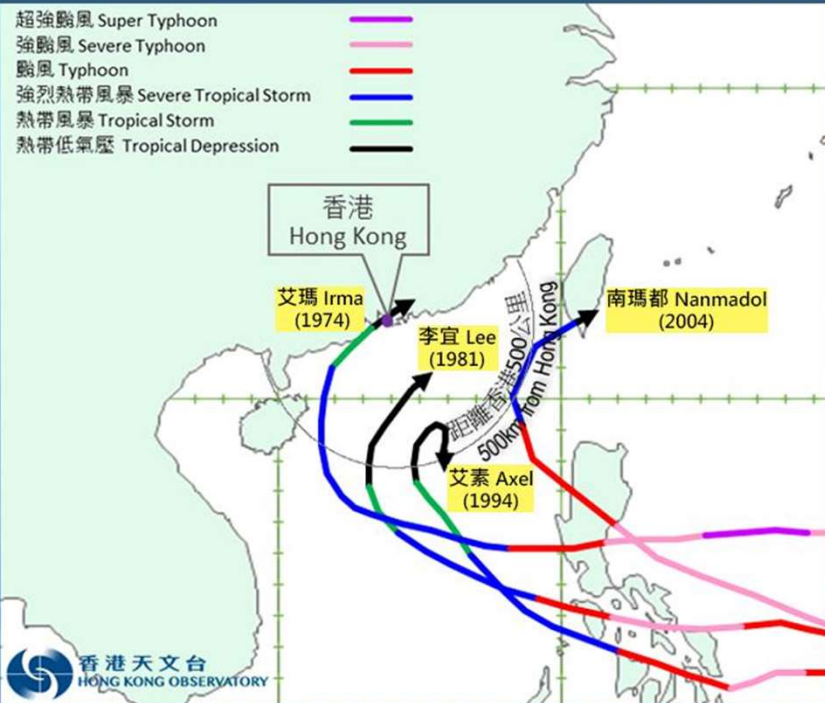 超強颱風 Super Typhoon
強颱風 Severe Typhoon
颱風 Typhoon
強烈熱帶風暴 Severe Tropical Storm
熱帶風暴 Tropical Storm
熱帶低氣壓 Tropical Depression
香港
Hong Kong
艾瑪 Irma
(1974)
李宜 Lee
(1981)
南瑪都 Nanmadol
(2004)
距離香港500公里
500km from Hong Kong
艾素 Axel
(1994)
香港天文台
HONG KONG OBSERVATORY